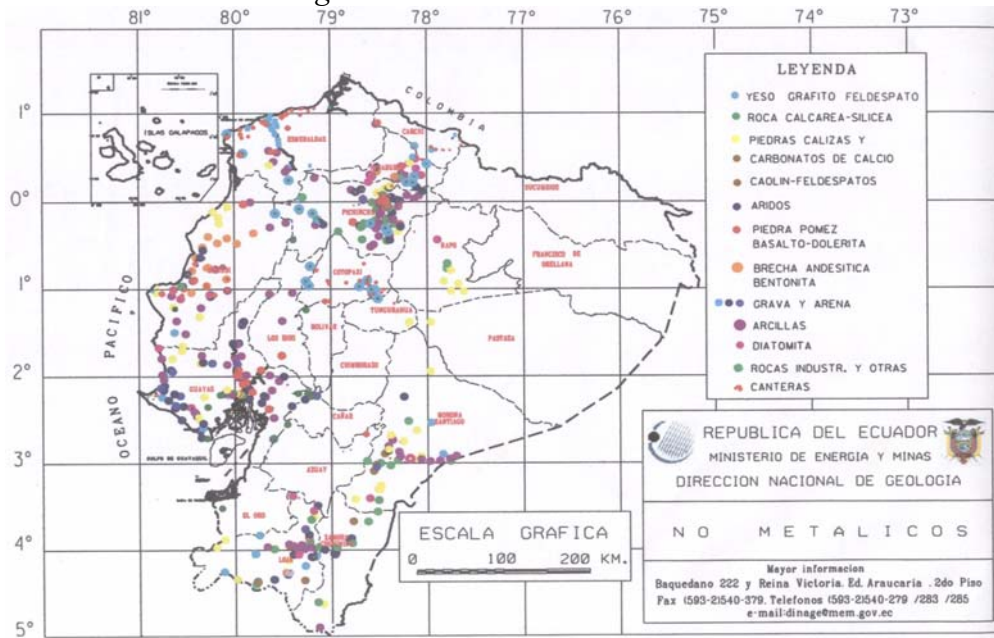 81° 80° 79° 78° 77° 76° 75° 74° 73°
1°
0°
1°
2°
3°
4°
5°
ISLAS GALAPAGOS
COLOMBIA
OCEANO PACIFICO
ESMERALDAS
CARCHI
SUCUMBIOS
PICHINCHA
NAPO
FRANCISCO DE
ORELLANA
COTOPAXI
TUNGURAHUA
BOLIVAR
LOS RIOS
PASTAZA
CHIMBORAZO
GUAYAS
CAÑAR
MORONA
SANTIAGO
GOLFO DE GUAYAQUIL
AZUAY
EL ORO
LOJA
LEYENDA
YESO GRAFITO FELDESPATO
ROCA CALCAREA-SILICEA
PIEDRAS CALIZAS Y
CARBONATOS DE CALCIO
CAOLIN-FELDESPATOS
ARIDOS
PIEDRA POMEZ
BASALTO-DOLERITA
BRECHA ANDESITICA
BENTONITA
GRAVA Y ARENA
ARCILLAS
DIATOMITA
ROCAS INDUSTR. Y OTRAS
CANTERAS
REPUBLICA DEL ECUADOR
MINISTERIO DE ENERGIA Y MINAS
DIRECCION NACIONAL DE GEOLOGIA
NO METALICOS
Mayor informacion
Baquedano 222 y Reina Victoria. Ed. Araucaria . 2do Piso
Fax (593-2)540-379. Telefonos (593-2)540-279 /283 /285
e-mail:dinage@mem.gov.ec
ESCALA GRAFICA
0 100 200 KM.